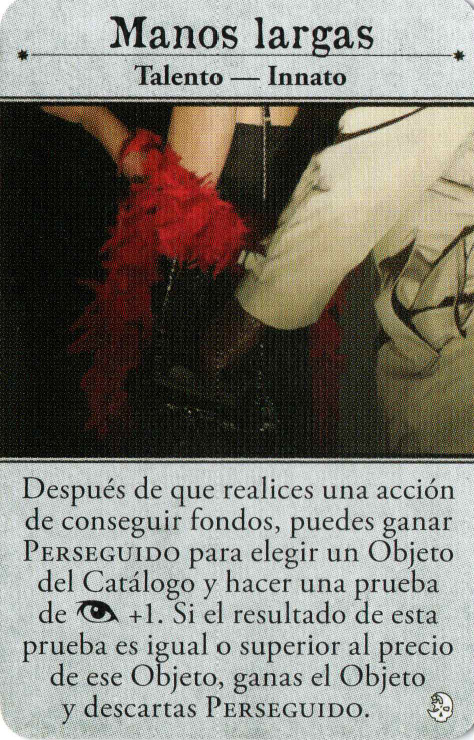 Manos largas
Talento — Innato
Después de que realices una acción
de conseguir fondos, puedes ganar
PERSEGUIDO para elegir un Objeto
del Catálogo y hacer una prueba
de +1. Si el resultado de esta
prueba es igual o superior al precio
de ese Objeto, ganas el Objeto
y descartas PERSEGUIDO.